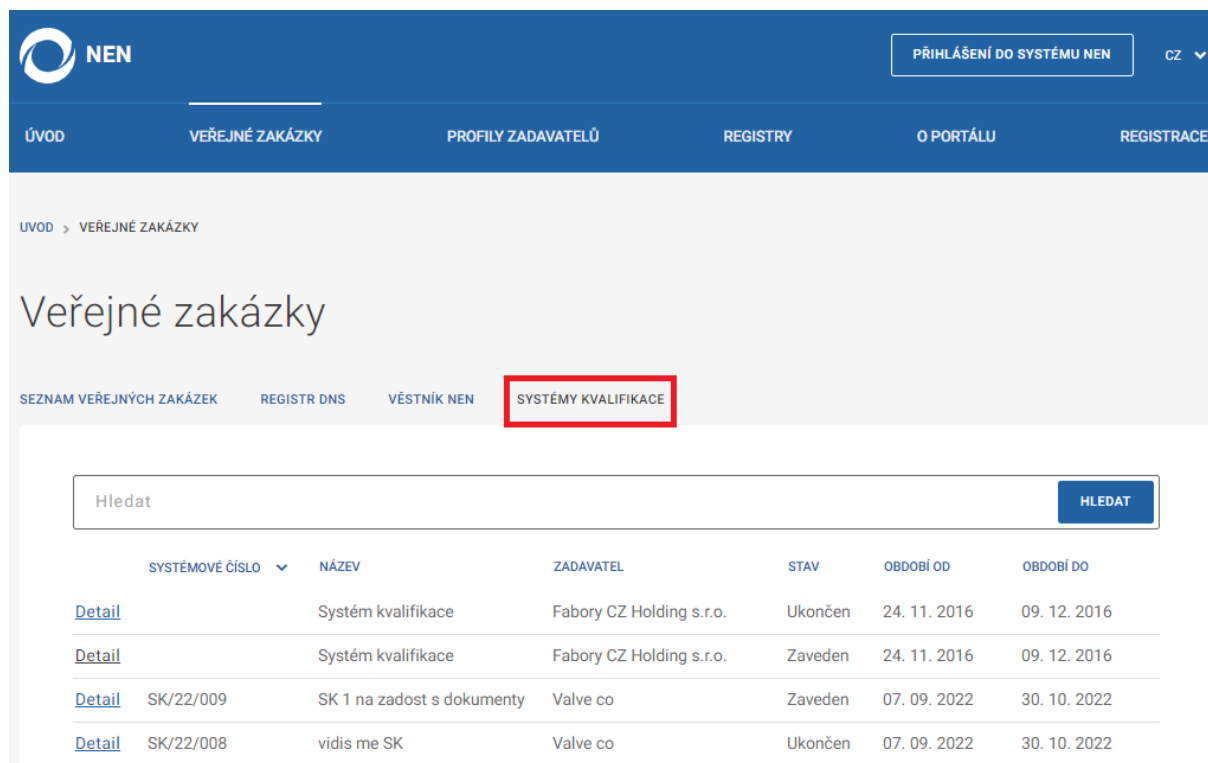 NEN PŘIHLÁŠENÍ DO SYSTÉMU NEN CZ
ÚVOD VEŘEJNÉ ZAKÁZKY PROFILY ZADAVATELŮ REGISTRY O PORTÁLU REGISTRACE
UVOD > VEŘEJNÉ ZAKÁZKY
Veřejné zakázky
SEZNAM VEŘEJNÝCH ZAKÁZEK REGISTR DNS VĚSTNÍK NEN SYSTÉMY KVALIFIKACE
Hledat HLEDAT
SYSTÉMOVÉ ČÍSLO NÁZEV ZADAVATEL STAV OBDOBÍ OD OBDOBÍ DO
Detail Systém kvalifikace Fabory CZ Holding s.r.o. Ukončen 24. 11. 2016 09. 12. 2016
Detail Systém kvalifikace Fabory CZ Holding s.r.o. Zaveden 24. 11. 2016 09. 12. 2016
Detail SK/22/009 SK 1 na zadost s dokumenty Valve co Zaveden 07. 09. 2022 30. 10. 2022
Detail SK/22/008 vidis me SK Valve co Ukončen 07. 09. 2022 30. 10. 2022